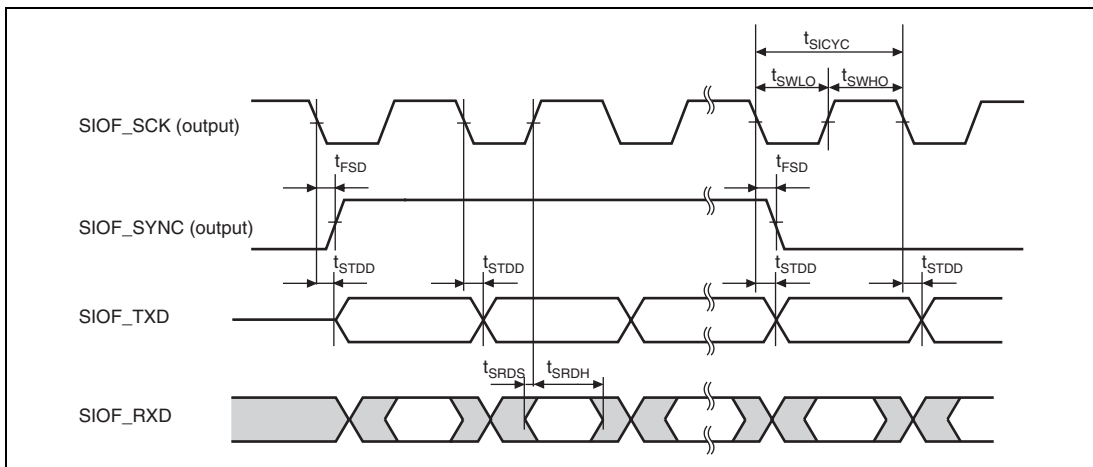 tSICYC
tSWLO tSWHO
SIOF_SCK (output)
tFSD tFSD
SIOF_SYNC (output)
tSTDD tSTDD tSTDD tSTDD
SIOF_TXD
tSRDS tSRDH
SIOF_RXD